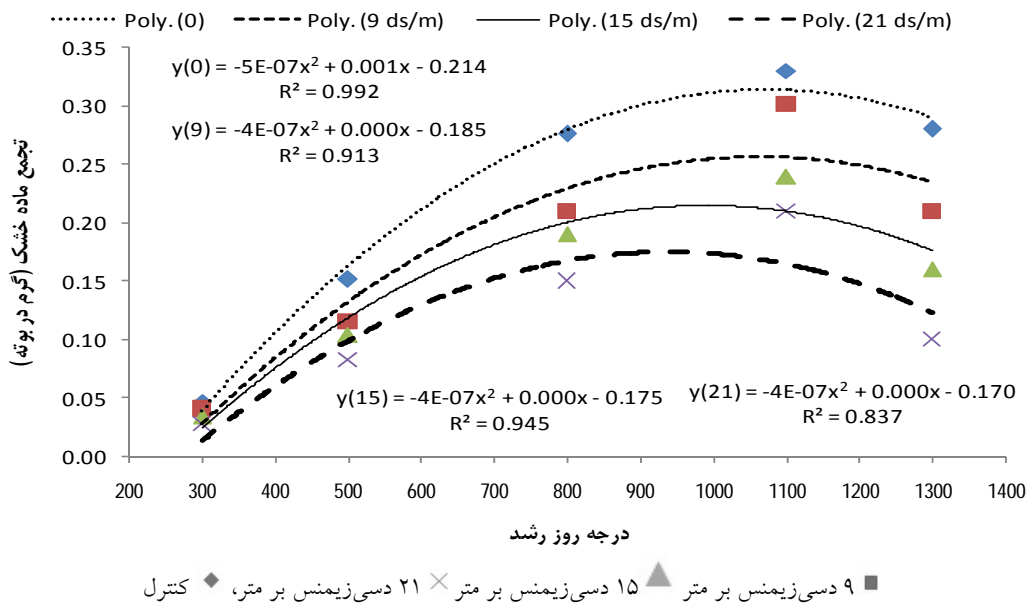 Poly. (0) Poly. (9 ds/m) Poly. (15 ds/m) Poly. (21 ds/m)
y(0) = -5E-07x² + 0.001x - 0.214
R² = 0.992
y(9) = -4E-07x² + 0.000x - 0.185
R² = 0.913
y(15) = -4E-07x² + 0.000x - 0.175
R² = 0.945
y(21) = -4E-07x² + 0.000x - 0.170
R² = 0.837
تجمع ماده خشک (گرم در بوته)
0.35
0.30
0.25
0.20
0.15
0.10
0.05
0.00
200 300 400 500 600 700 800 900 1000 1100 1200 1300 1400
درجه روز رشد
۹ دسی‌زیمنس بر متر ۱۵ دسی‌زیمنس بر متر ۲۱ دسی‌زیمنس بر متر، کنترل